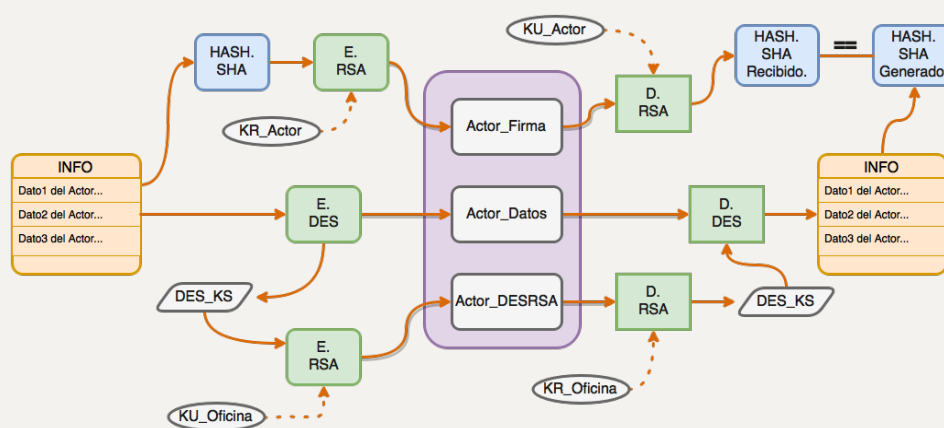 KU_Actor
HASH.
SHA
E.
RSA
HASH.
SHA
Recibido.
==
HASH.
SHA
Generado.
D.
RSA
KR_Actor
Actor_Firma
INFO
Dato1 del Actor...
Dato2 del Actor...
Dato3 del Actor...
E.
DES
Actor_Datos
D.
DES
INFO
Dato1 del Actor...
Dato2 del Actor...
Dato3 del Actor...
DES_KS
Actor_DESRSA
D.
RSA
DES_KS
E.
RSA
KR_Oficina
KU_Oficina